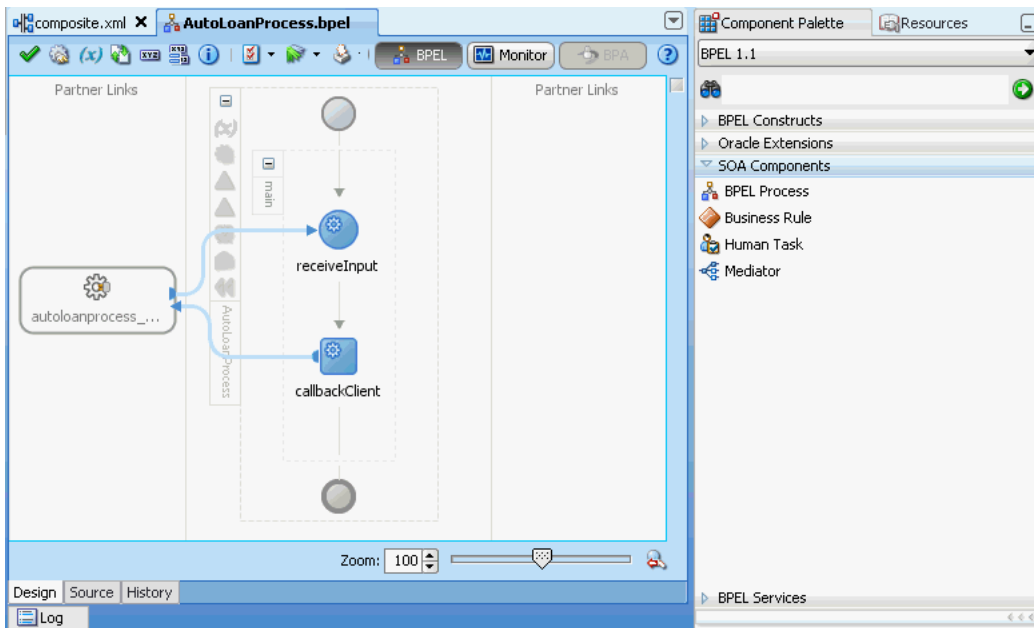 composite.xml
AutoLoanProcess.bpel
Component Palette
Resources
(x)
XYZ
BPEL
Monitor
BPA
BPEL 1.1
Partner Links
Partner Links
(x)
main
receiveInput
autoloanprocess_...
AutoLoanProcess
callbackClient
BPEL Constructs
Oracle Extensions
SOA Components
BPEL Process
Business Rule
Human Task
Mediator
Zoom: 100
Design Source History
BPEL Services
Log